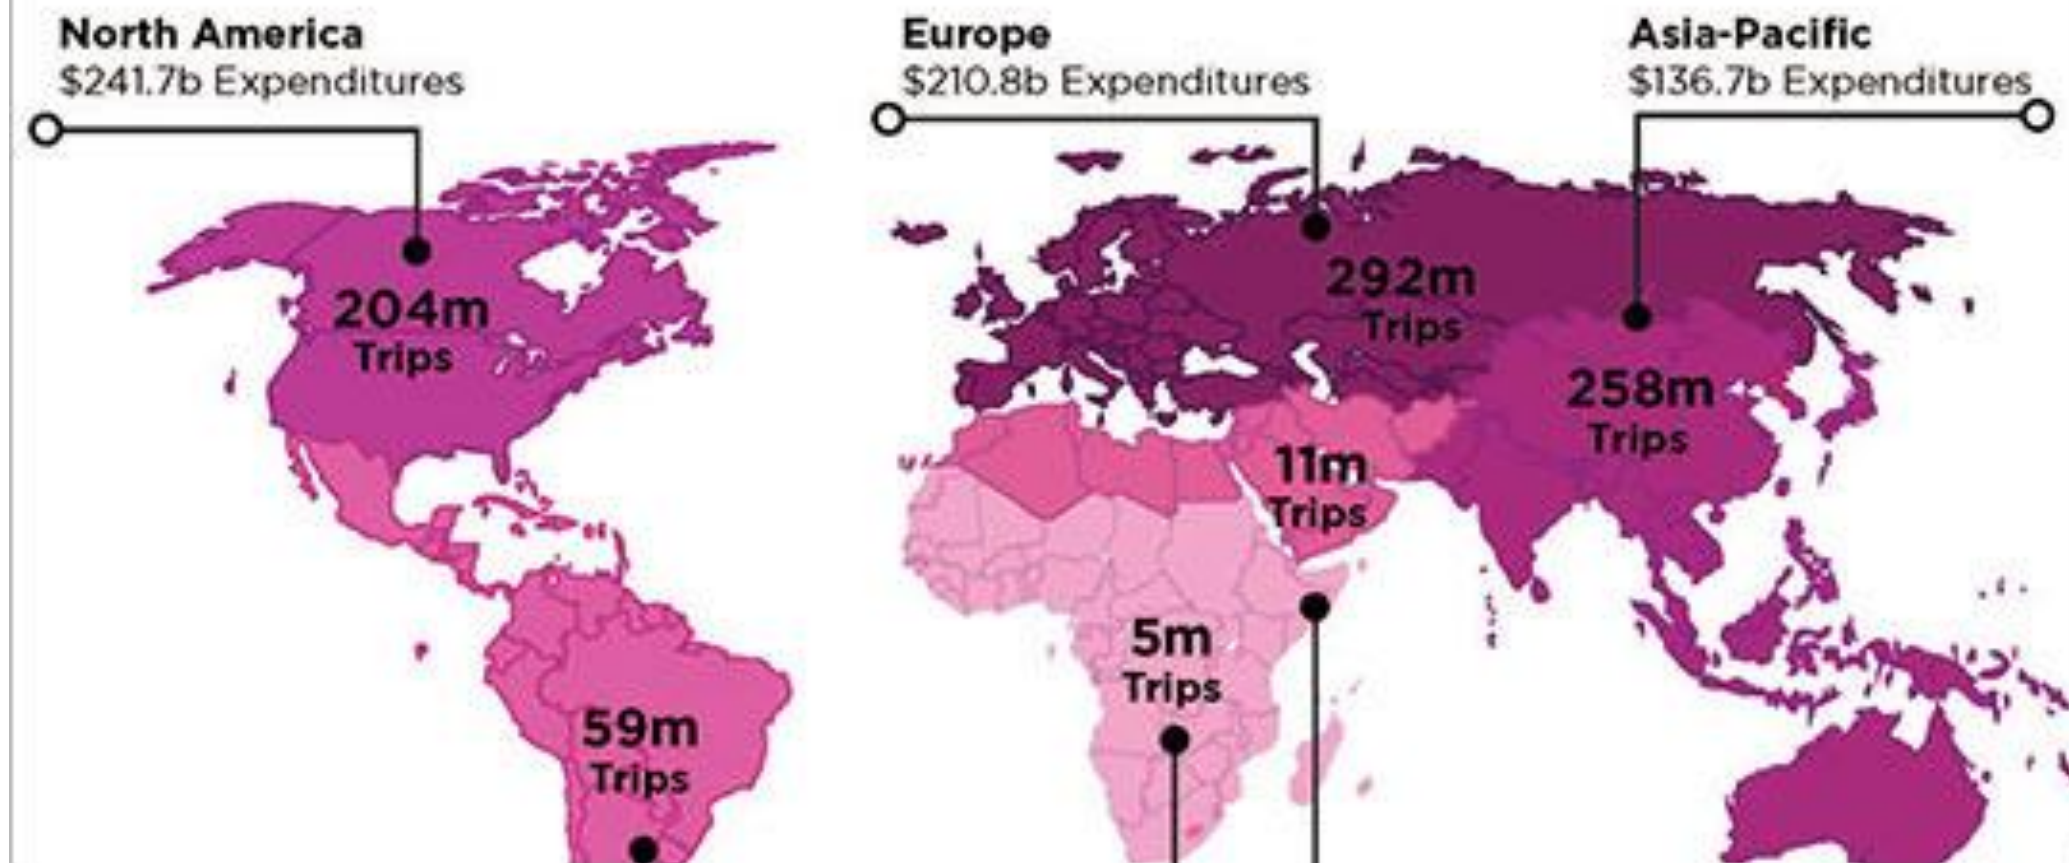 North America
$241.7b Expenditures
Europe
$210.8b Expenditures
Asia-Pacific
$136.7b Expenditures
204m
Trips
292m
Trips
258m
Trips
11m
Trips
5m
Trips
59m
Trips